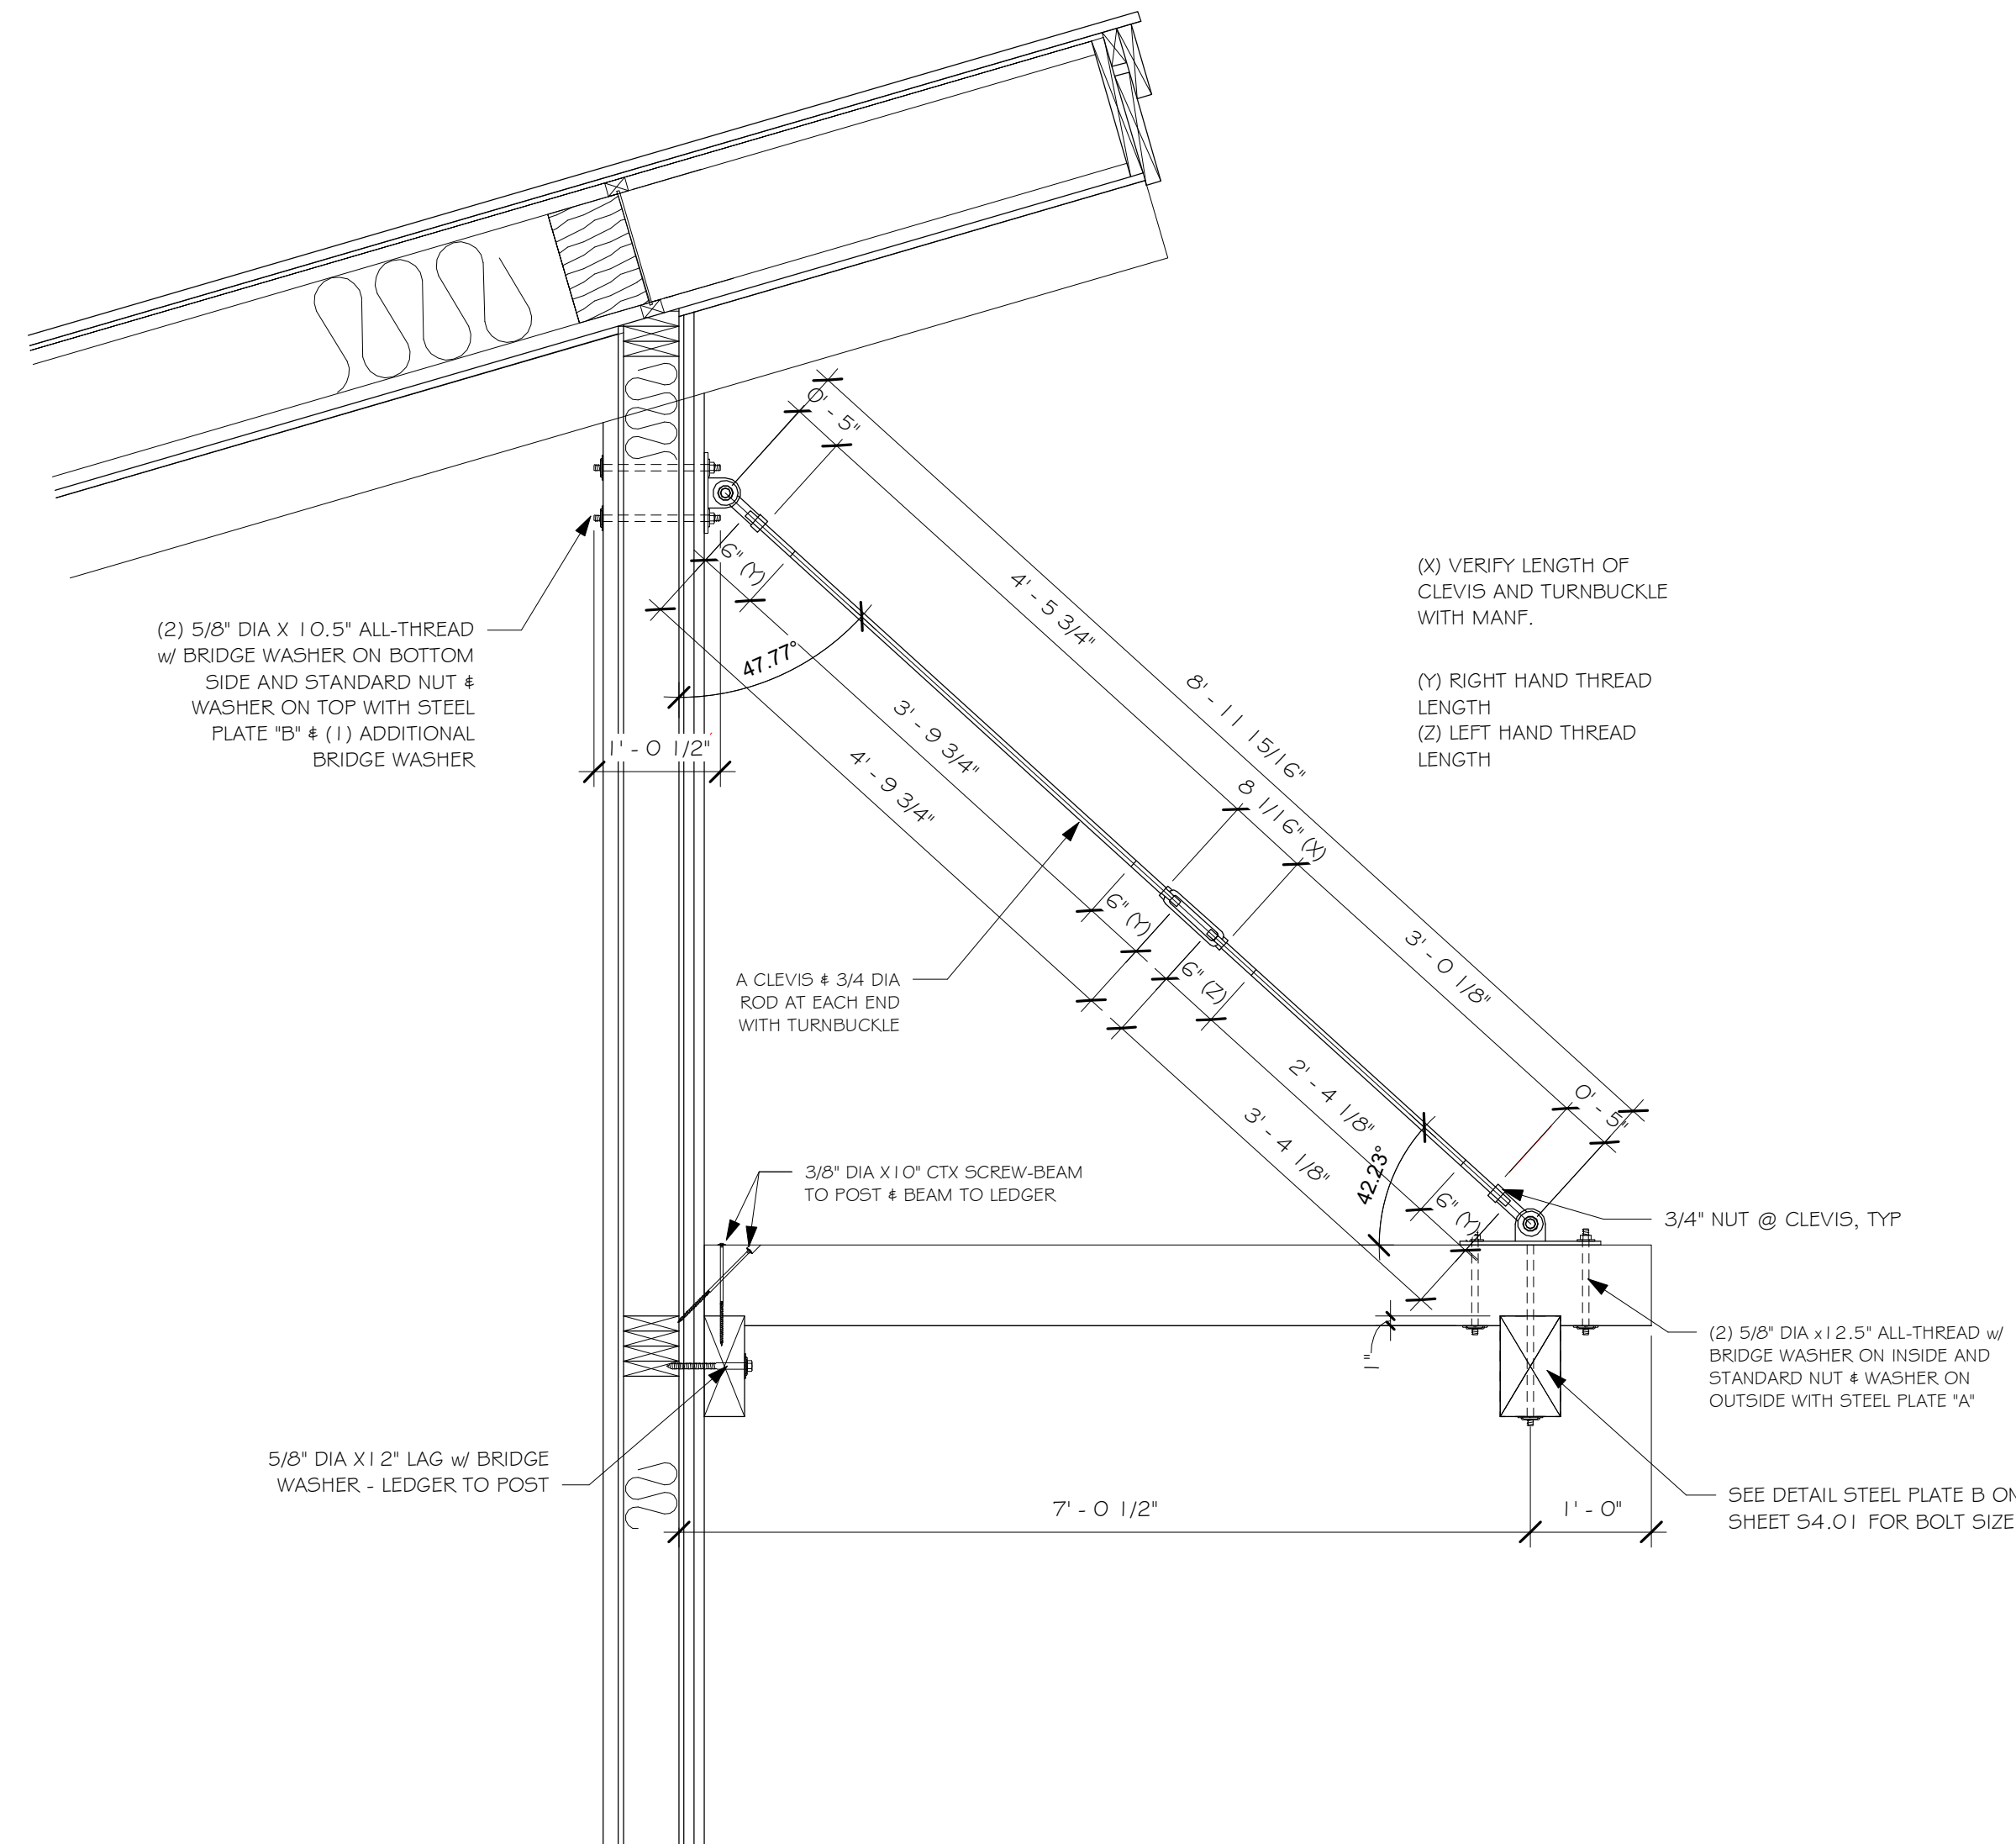 0' - 5"
6" (Y)
4' - 5 3/4"
8' - 11 15/16"
(X) VERIFY LENGTH OF
CLEVIS AND TURNBUCKLE
WITH MANF.
(Y) RIGHT HAND THREAD
LENGTH
(Z) LEFT HAND THREAD
LENGTH
(2) 5/8" DIA X 10.5" ALL-THREAD
w/ BRIDGE WASHER ON BOTTOM
SIDE AND STANDARD NUT &
WASHER ON TOP WITH STEEL
PLATE "B" & (1) ADDITIONAL
BRIDGE WASHER
47.77°
1' - 0 1/2"
3' - 9 3/4"
4' - 9 3/4"
8 1/16" (X)
6" (Y)
6" (Z)
3' - 0 1/8"
A CLEVIS & 3/4 DIA
ROD AT EACH END
WITH TURNBUCKLE
2' - 4 1/8"
3' - 4 1/8"
0' - 5"
42.23°
6" (Y)
3/8" DIA X10" CTX SCREW-BEAM
TO POST & BEAM TO LEDGER
3/4" NUT @ CLEVIS, TYP
1"
(2) 5/8" DIA x12.5" ALL-THREAD w/
BRIDGE WASHER ON INSIDE AND
STANDARD NUT & WASHER ON
OUTSIDE WITH STEEL PLATE "A"
5/8" DIA X12" LAG w/ BRIDGE
WASHER - LEDGER TO POST
7' - 0 1/2"
1' - 0"
SEE DETAIL STEEL PLATE B ON
SHEET S4.01 FOR BOLT SIZE